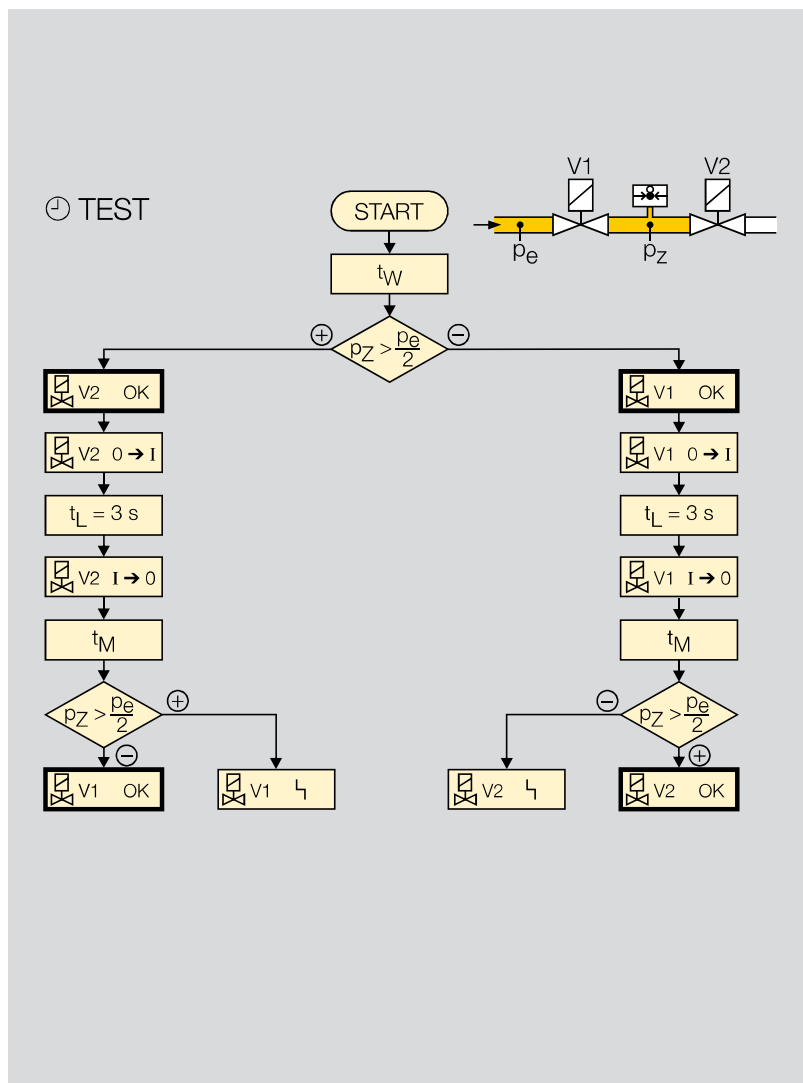 V1 V2
TEST
START
pe pz
tW
+ pZ > pe/2 −
V2 OK
V1 OK
V2 0 ➔ I
V1 0 ➔ I
tL = 3 s
tL = 3 s
V2 I ➔ 0
V1 I ➔ 0
tM
tM
pZ > pe/2 +
− pZ > pe/2
−
+
V1 OK
V1
V2
V2 OK